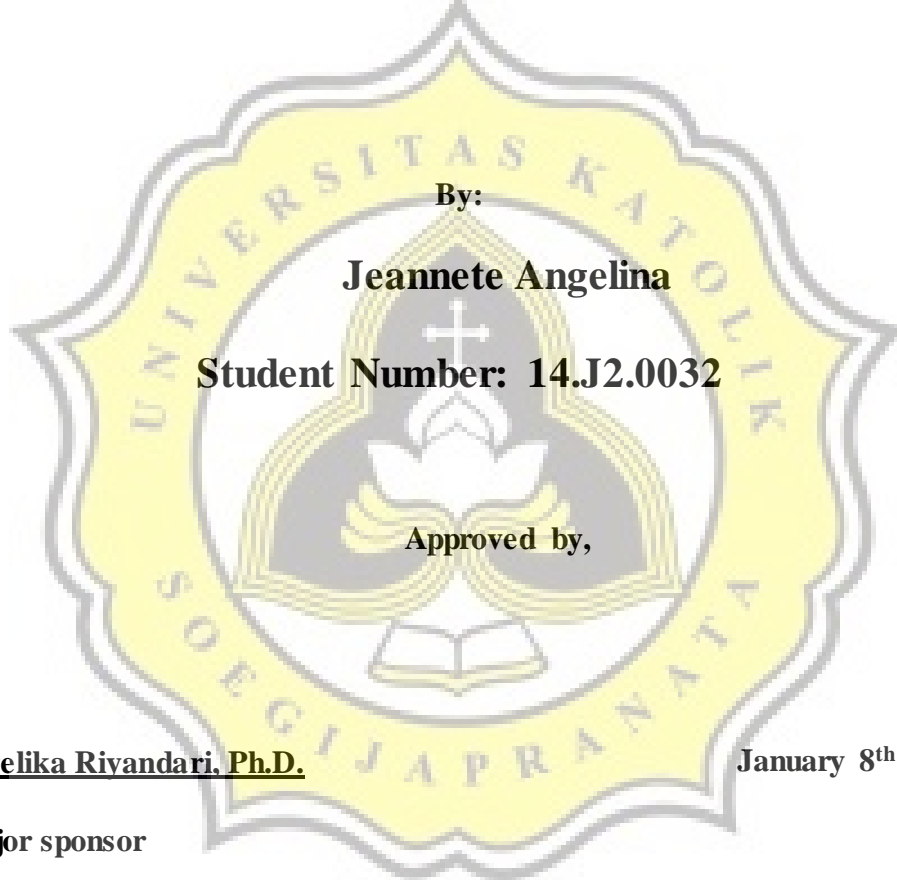 UNIVERSITAS KATOLIK
By:
Jeannete Angelina
Student Number: 14.J2.0032
Approved by,
SOEGIJAPRANATA
elika Riyandari, Ph.D. January 8th
jor sponsor